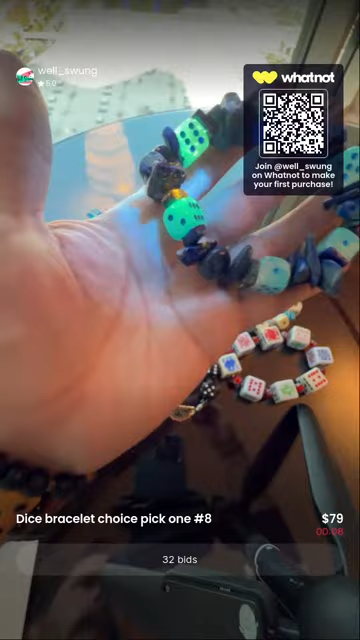 well_swung
★ 5.0
whatnot
Join @well_swung
on Whatnot to make
your first purchase!
Dice bracelet choice pick one #8
$79
00:06
32 bids